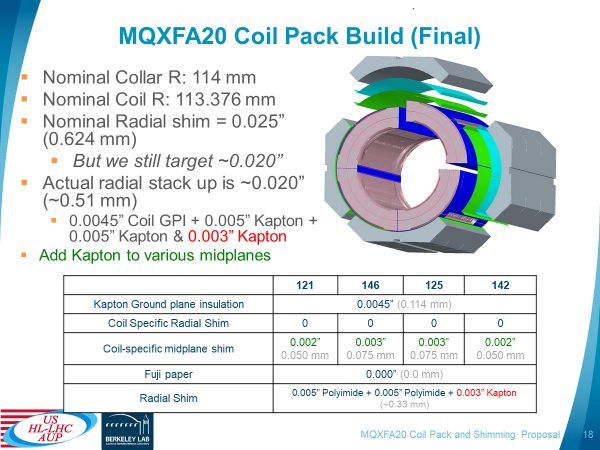 MQXFA20 Coil Pack Build (Final)
Nominal Collar R: 114 mm
Nominal Coil R: 113.376 mm
Nominal Radial shim = 0.025”
(0.624 mm)
But we still target ~0.020”
Actual radial stack up is ~0.020”
(~0.51 mm)
0.0045” Coil GPI + 0.005” Kapton +
0.005” Kapton & 0.003” Kapton
Add Kapton to various midplanes
121 146 125 142
Kapton Ground plane insulation 0.0045” (0.114 mm)
Coil Specific Radial Shim 0 0 0 0
Coil-specific midplane shim 0.002” 0.003” 0.003” 0.002”
0.050 mm 0.075 mm 0.075 mm 0.050 mm
Fuji paper 0.000” (0.0 mm)
Radial Shim 0.005” Polyimide + 0.005” Polyimide + 0.003” Kapton
(~0.33 mm)
US
HL-LHC
AUP
BERKELEY LAB
MQXFA20 Coil Pack and Shimming Proposal 18